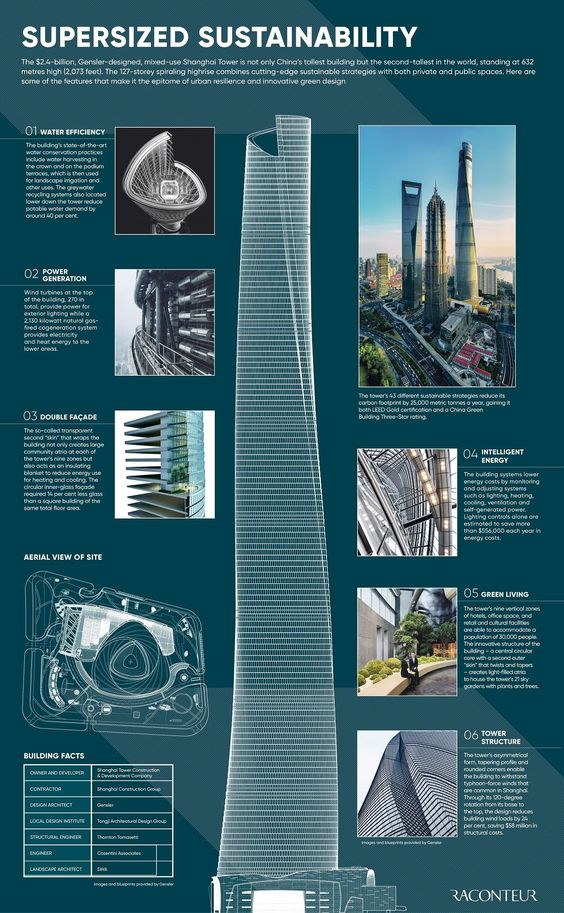 SUPERSIZED SUSTAINABILITY
The $2.4-billion, Gensler-designed, mixed-use Shanghai Tower is not only China's tallest building but the second-tallest in the world, standing at 632
metres high (2,073 feet). The 127-storey spiraling highrise combines cutting-edge sustainable strategies with both private and public spaces. Here are
some of the features that make it the epitome of urban resilience and innovative green design
01 WATER EFFICIENCY
The building's state-of-the-art
water conservation practices
include water harvesting in
the crown and on the podium
terraces, which is then used
for landscape irrigation and
other uses. The greywater
recycling systems also located
lower down the tower reduce
potable water demand by
around 40 per cent.
02 POWER
GENERATION
Wind turbines at the top
of the building, 270 in
total, provide power for
exterior lighting while a
2,130 kilowatt natural gas-
fired cogeneration system
provides electricity
and heat energy to the
lower areas.
03 DOUBLE FAÇADE
The so-called transparent
second "skin" that wraps the
building not only creates large
community atria at each of
the tower's nine zones but
also acts as an insulating
blanket to reduce energy use
for heating and cooling. The
circular inner-glass façade
required 14 per cent less glass
than a square building of the
same total floor area.
The tower's 43 different sustainable strategies reduce its
carbon footprint by 25,000 metric tonnes a year, gaining it
both LEED Gold certification and a China Green
Building Three-Star rating.
04 INTELLIGENT
ENERGY
The building systems lower
energy costs by monitoring
and adjusting systems
such as lighting, heating,
cooling, ventilation and
self-generated power.
Lighting controls alone are
estimated to save more
than $556,000 each year in
energy costs.
05 GREEN LIVING
The tower's nine vertical zones
of hotels, office space, and
retail and cultural facilities
are able to accommodate a
population of 30,000 people.
The innovative structure of the
building – a central circular
core with a second outer
"skin" that twists and tapers
– creates light-filled atria
to house the tower's 21 sky
gardens with plants and trees.
06 TOWER
STRUCTURE
The tower's asymmetrical
form, tapering profile and
rounded corners enable
the building to withstand
typhoon-force winds that
are common in Shanghai.
Through its 120-degree
rotation from its base to
the top, the design reduces
building wind loads by 24
per cent, saving $58 million in
structural costs.
Images and blueprints provided by Gensler
AERIAL VIEW OF SITE
BUILDING FACTS
OWNER AND DEVELOPER Shanghai Tower Construction
& Development Company
CONTRACTOR Shanghai Construction Group
DESIGN ARCHITECT Gensler
LOCAL DESIGN INSTITUTE Tongji Architectural Design Group
STRUCTURAL ENGINEER Thornton Tomasetti
ENGINEER Cosentini Associates
LANDSCAPE ARCHITECT SWA
Images and blueprints provided by Gensler
RACONTEUR